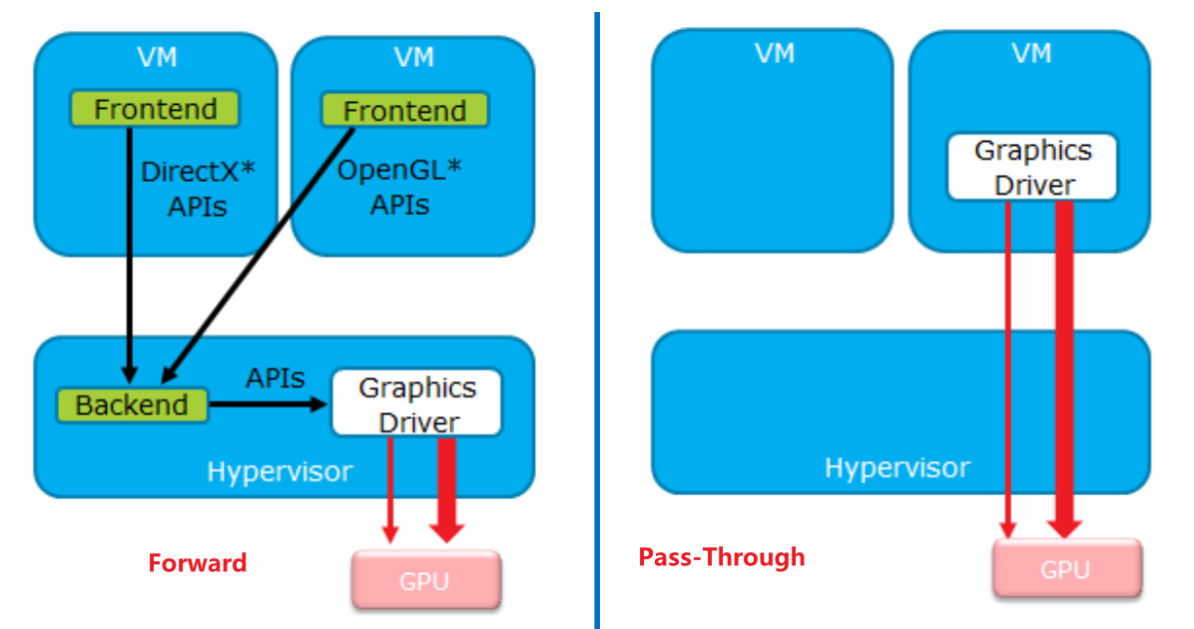 VM
Frontend
DirectX*
APIs
VM
Frontend
OpenGL*
APIs
Backend
APIs
Graphics
Driver
Hypervisor
Forward
GPU
VM
VM
Graphics
Driver
Hypervisor
Pass-Through
GPU